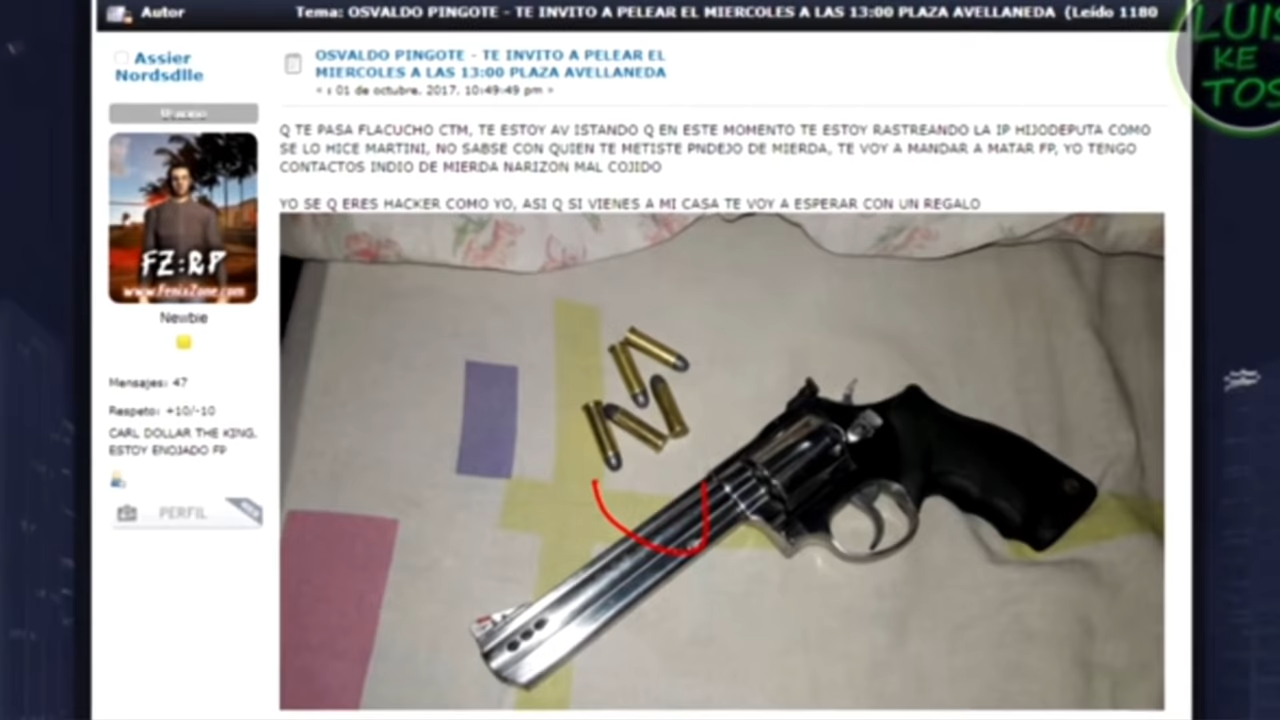 Autor
Tema: OSVALDO PINGOTE - TE INVITO A PELEAR EL MIERCOLES A LAS 13:00 PLAZA AVELLANEDA (Leído 1180
LUIS
KE
TOS
Assier
Nordsdlle
OSVALDO PINGOTE - TE INVITO A PELEAR EL
MIERCOLES A LAS 13:00 PLAZA AVELLANEDA
« : 01 de octubre, 2017, 10:49:49 pm »
Q TE PASA FLACUCHO CTM, TE ESTOY AV ISTANDO Q EN ESTE MOMENTO TE ESTOY RASTREANDO LA IP HIJODEPUTA COMO
SE LO HICE MARTINI, NO SABSE CON QUIEN TE METISTE PNDEJO DE MIERDA, TE VOY A MANDAR A MATAR FP, YO TENGO
CONTACTOS INDIO DE MIERDA NARIZON MAL COJIDO
YO SE Q ERES HACKER COMO YO, ASI Q SI VIENES A MI CASA TE VOY A ESPERAR CON UN REGALO
FZ:RP
www.FenixZone.com
Newbie
Mensajes: 47
Respeto: +10/-10
CARL DOLLAR THE KING,
ESTOY ENOJADO FP
PERFIL